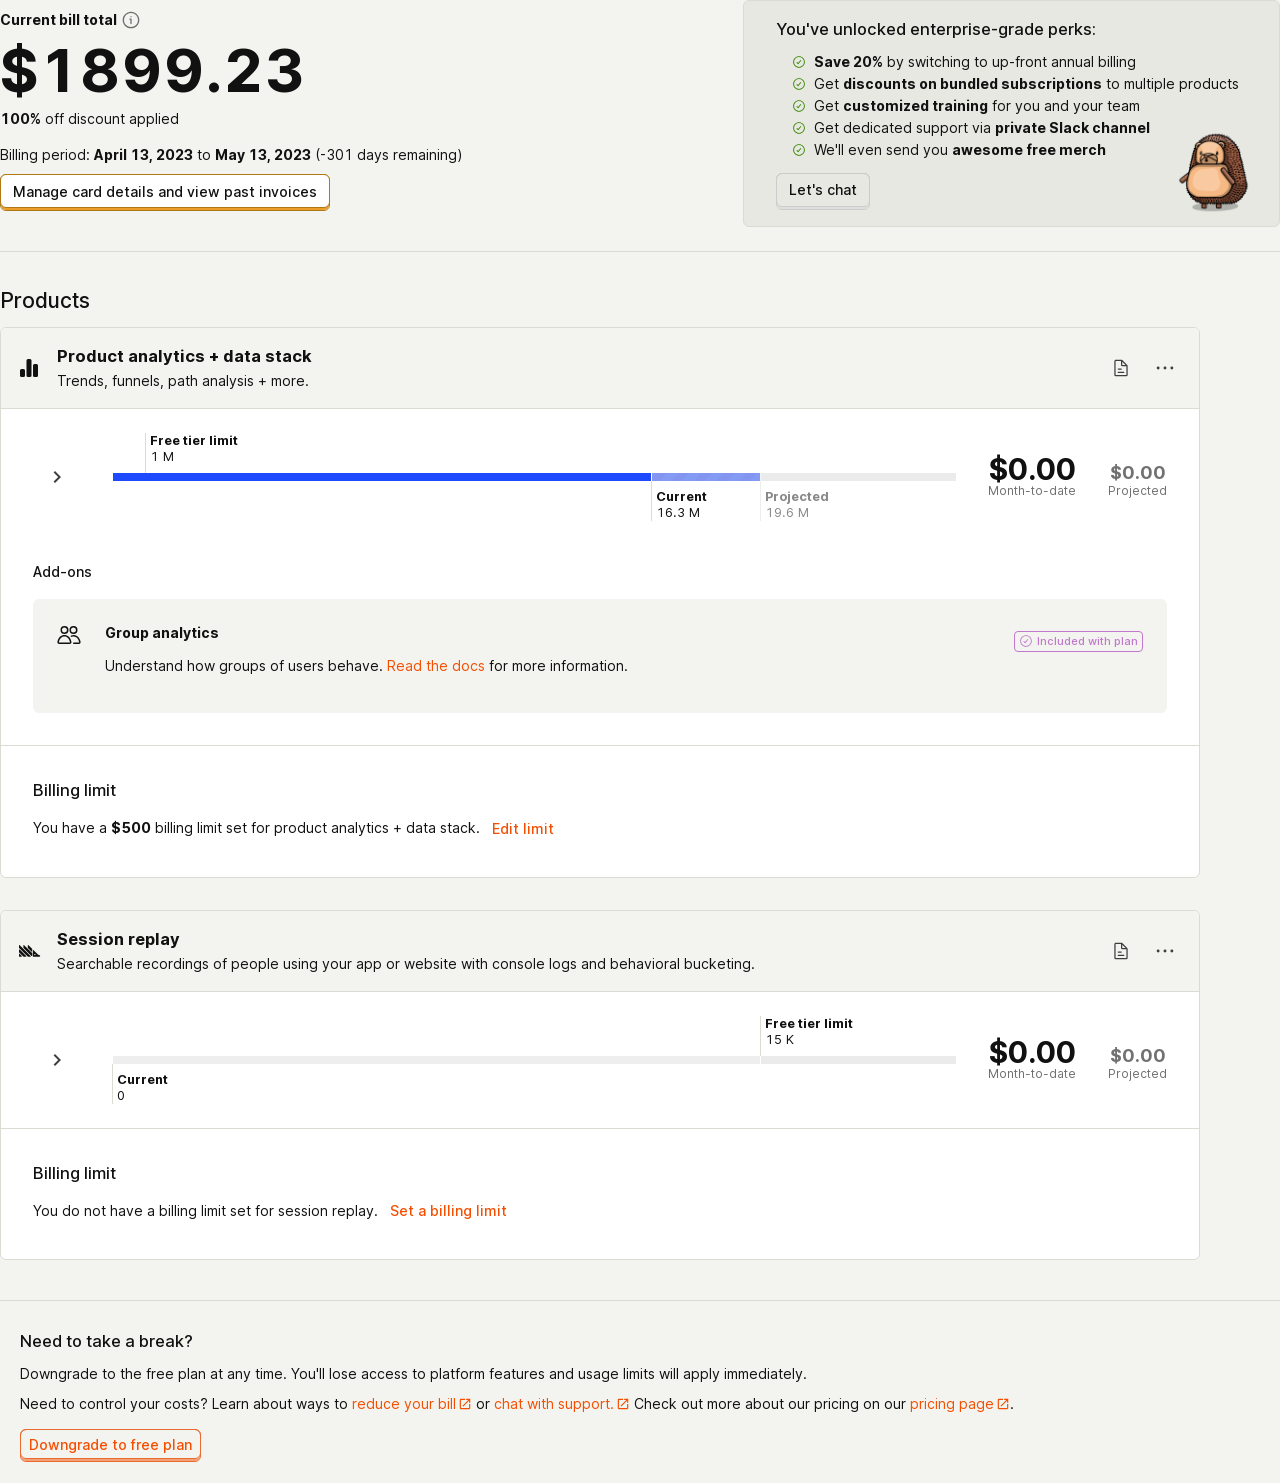 Current bill total
$1899.23
100% off discount applied
Billing period: April 13, 2023 to May 13, 2023 (-301 days remaining)
Manage card details and view past invoices
You've unlocked enterprise-grade perks:
Save 20% by switching to up-front annual billing
Get discounts on bundled subscriptions to multiple products
Get customized training for you and your team
Get dedicated support via private Slack channel
We'll even send you awesome free merch
Let's chat
Products
Product analytics + data stack
Trends, funnels, path analysis + more.
Free tier limit
1 M
Current
16.3 M
Projected
19.6 M
$0.00
Month-to-date
$0.00
Projected
Add-ons
Group analytics
Included with plan
Understand how groups of users behave. Read the docs for more information.
Billing limit
You have a $500 billing limit set for product analytics + data stack. Edit limit
Session replay
Searchable recordings of people using your app or website with console logs and behavioral bucketing.
Free tier limit
15 K
Current
0
$0.00
Month-to-date
$0.00
Projected
Billing limit
You do not have a billing limit set for session replay. Set a billing limit
Need to take a break?
Downgrade to the free plan at any time. You'll lose access to platform features and usage limits will apply immediately.
Need to control your costs? Learn about ways to reduce your bill or chat with support. Check out more about our pricing on our pricing page.
Downgrade to free plan